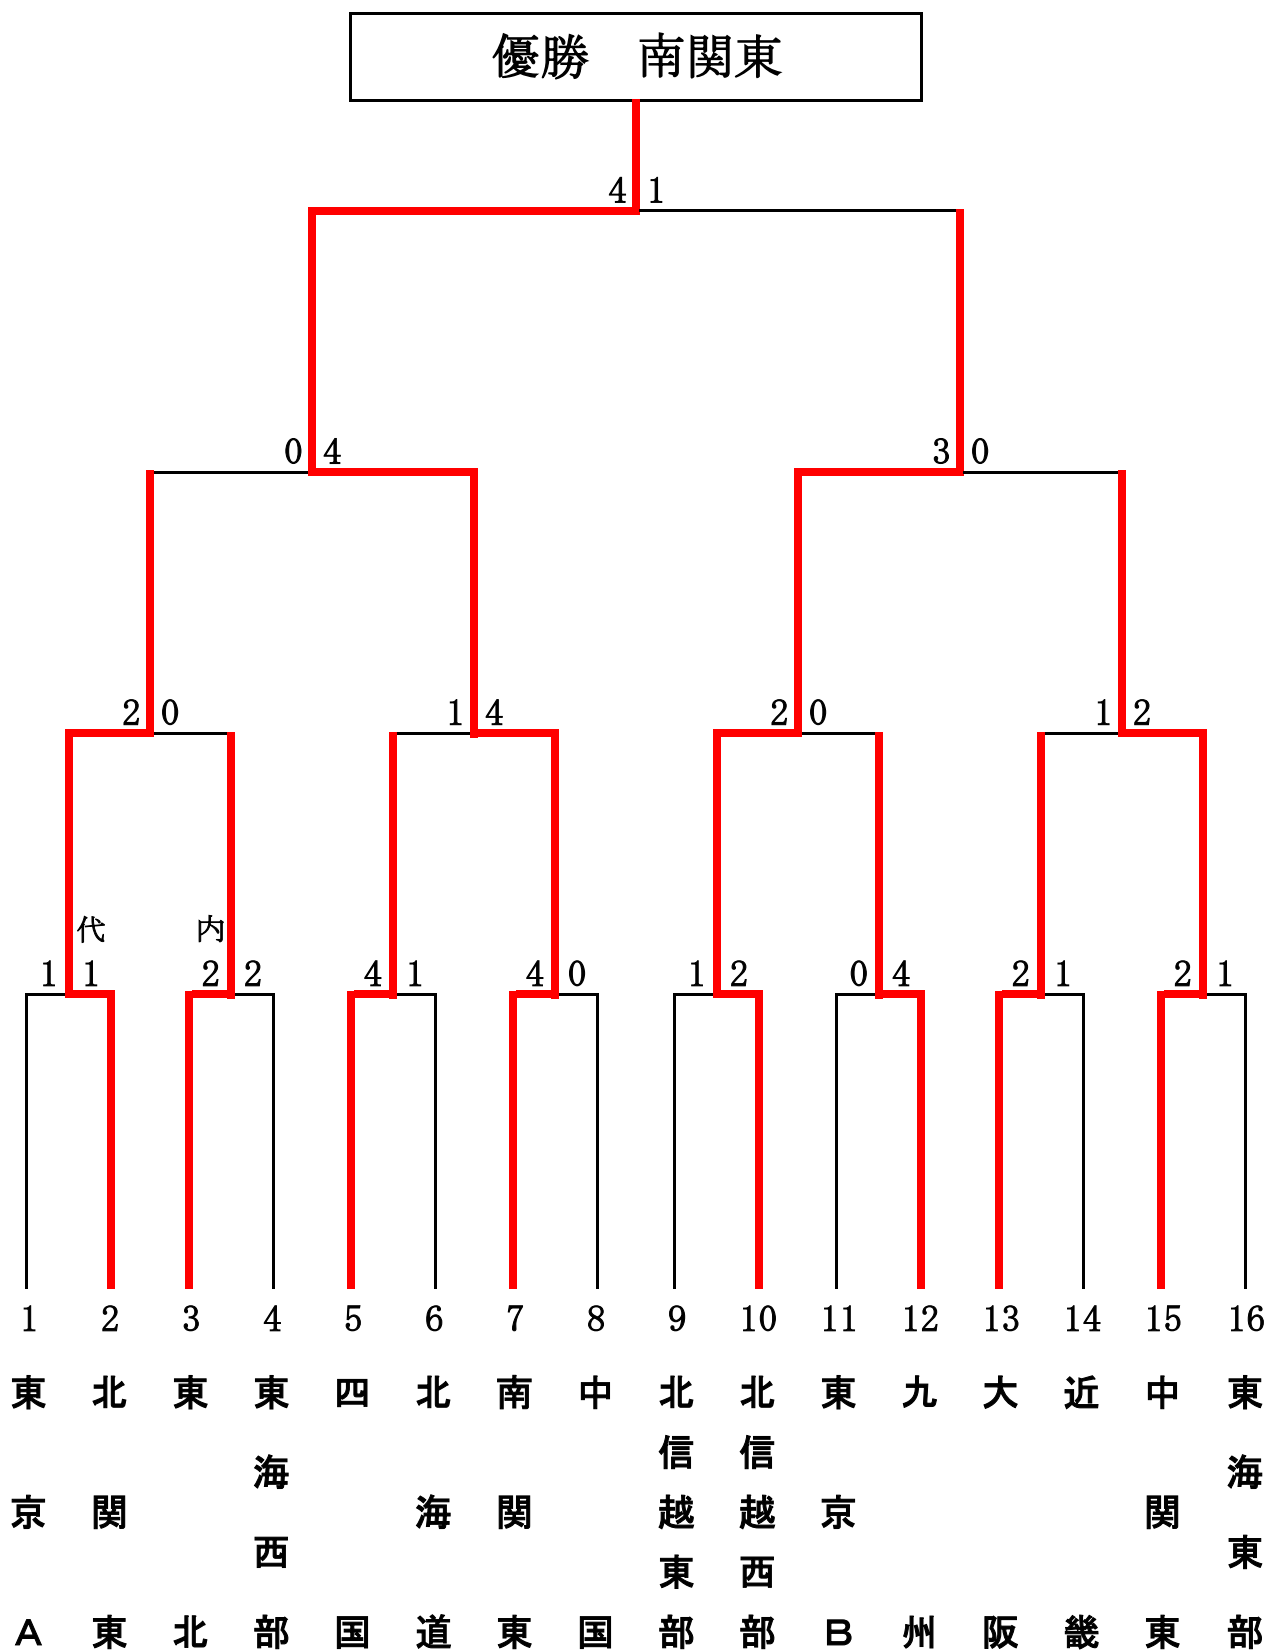 優勝　南関東
4 1
0 4 3 0
2 0 1 4 2 0 1 2
代 内
1 1 2 2 4 1 4 0 1 2 0 4 2 1 2 1
1 2 3 4 5 6 7 8 9 10 11 12 13 14 15 16
東京A
北関東
東北
東海西部
四国
北海道
南関東
中国
北信越東部
北信越西部
東京B
九州
大阪
近畿
中関東
東海東部